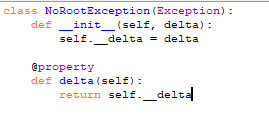 class NoRootException(Exception):
    def __init__(self, delta):
        self.__delta = delta

    @property
    def delta(self):
        return self.__delta